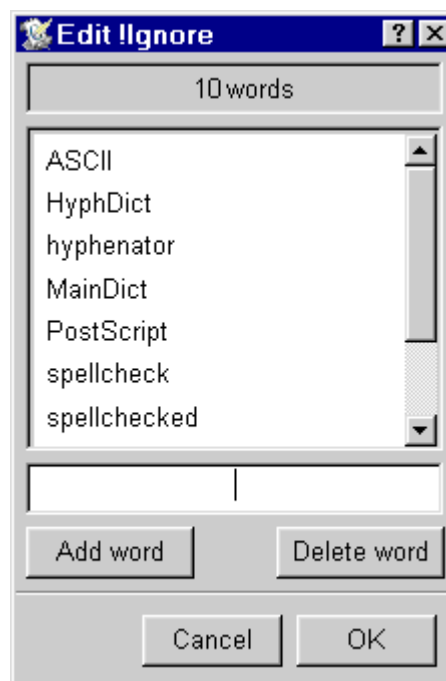 Edit !Ignore
10 words
ASCII
HyphDict
hyphenator
MainDict
PostScript
spellcheck
spellchecked
Add word Delete word
Cancel OK